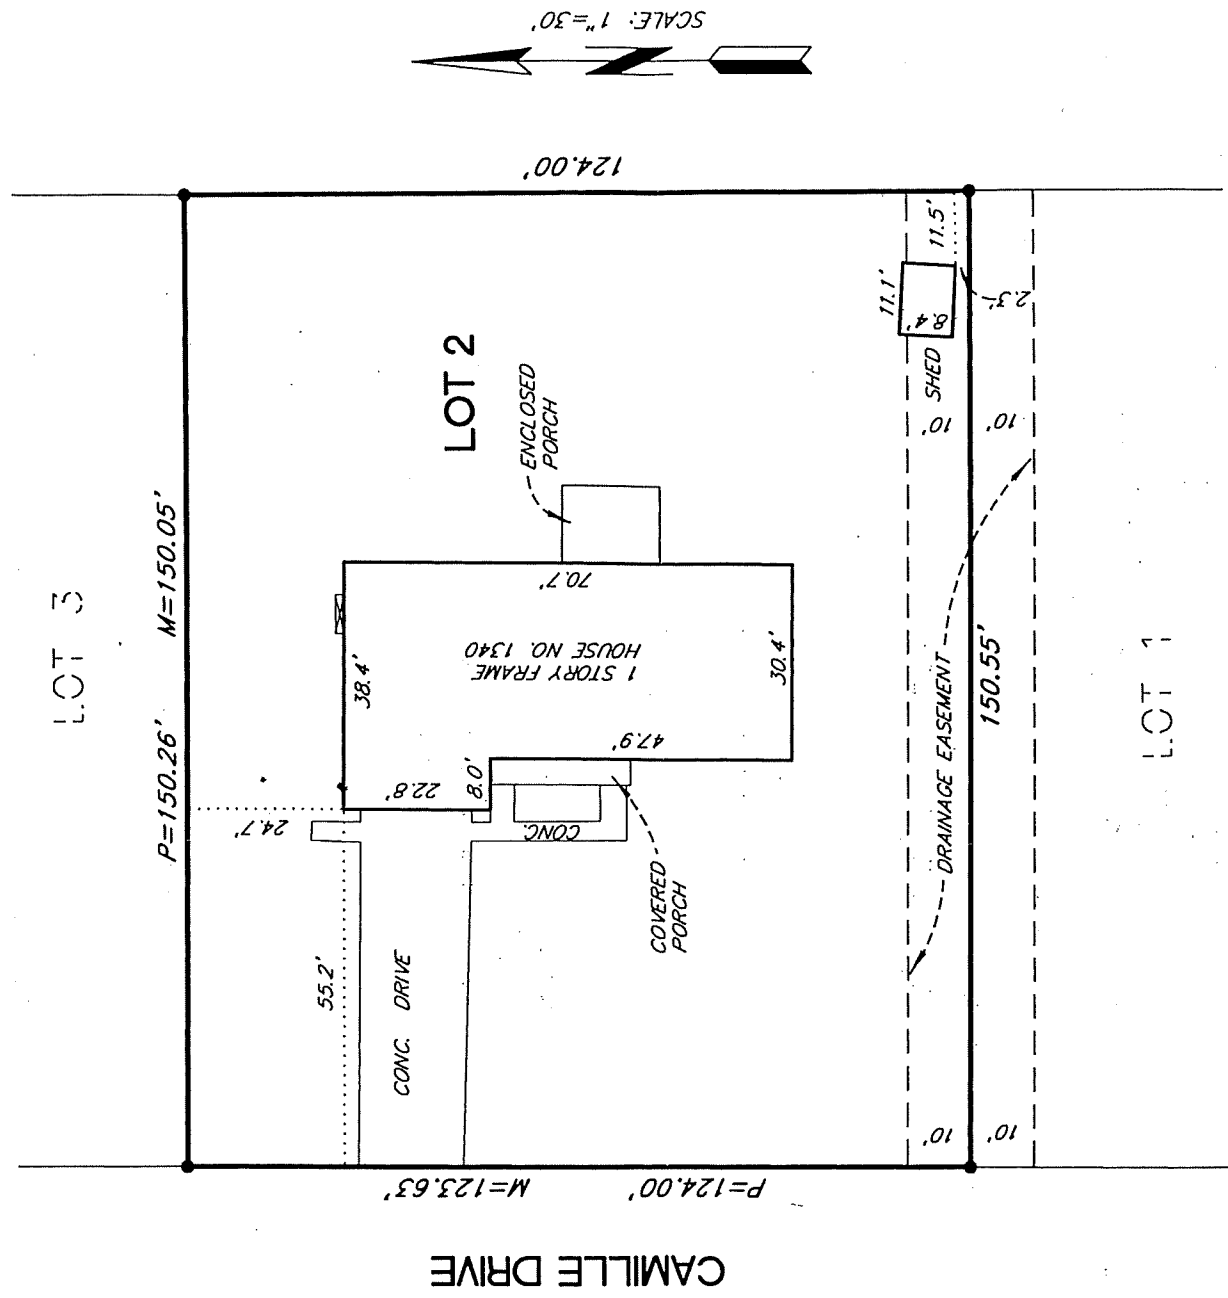 SCALE: 1"=30'
N
124.00'
LOT 3
P=150.26' M=150.05'
LOT 2
ENCLOSED
PORCH
11.1'
11.5'
8.4'
2.3'
SHED
10'
10'
70.7'
38.4'
1 STORY FRAME
HOUSE NO. 1340
30.4'
47.9'
22.8'
8.0'
24.7'
CONC.
COVERED
PORCH
55.2'
CONC. DRIVE
DRAINAGE EASEMENT
150.55'
LOT 1
10'
10'
P=124.00' M=123.63'
CAMILLE DRIVE